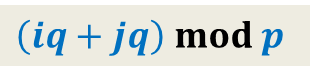 (iq + jq) mod p